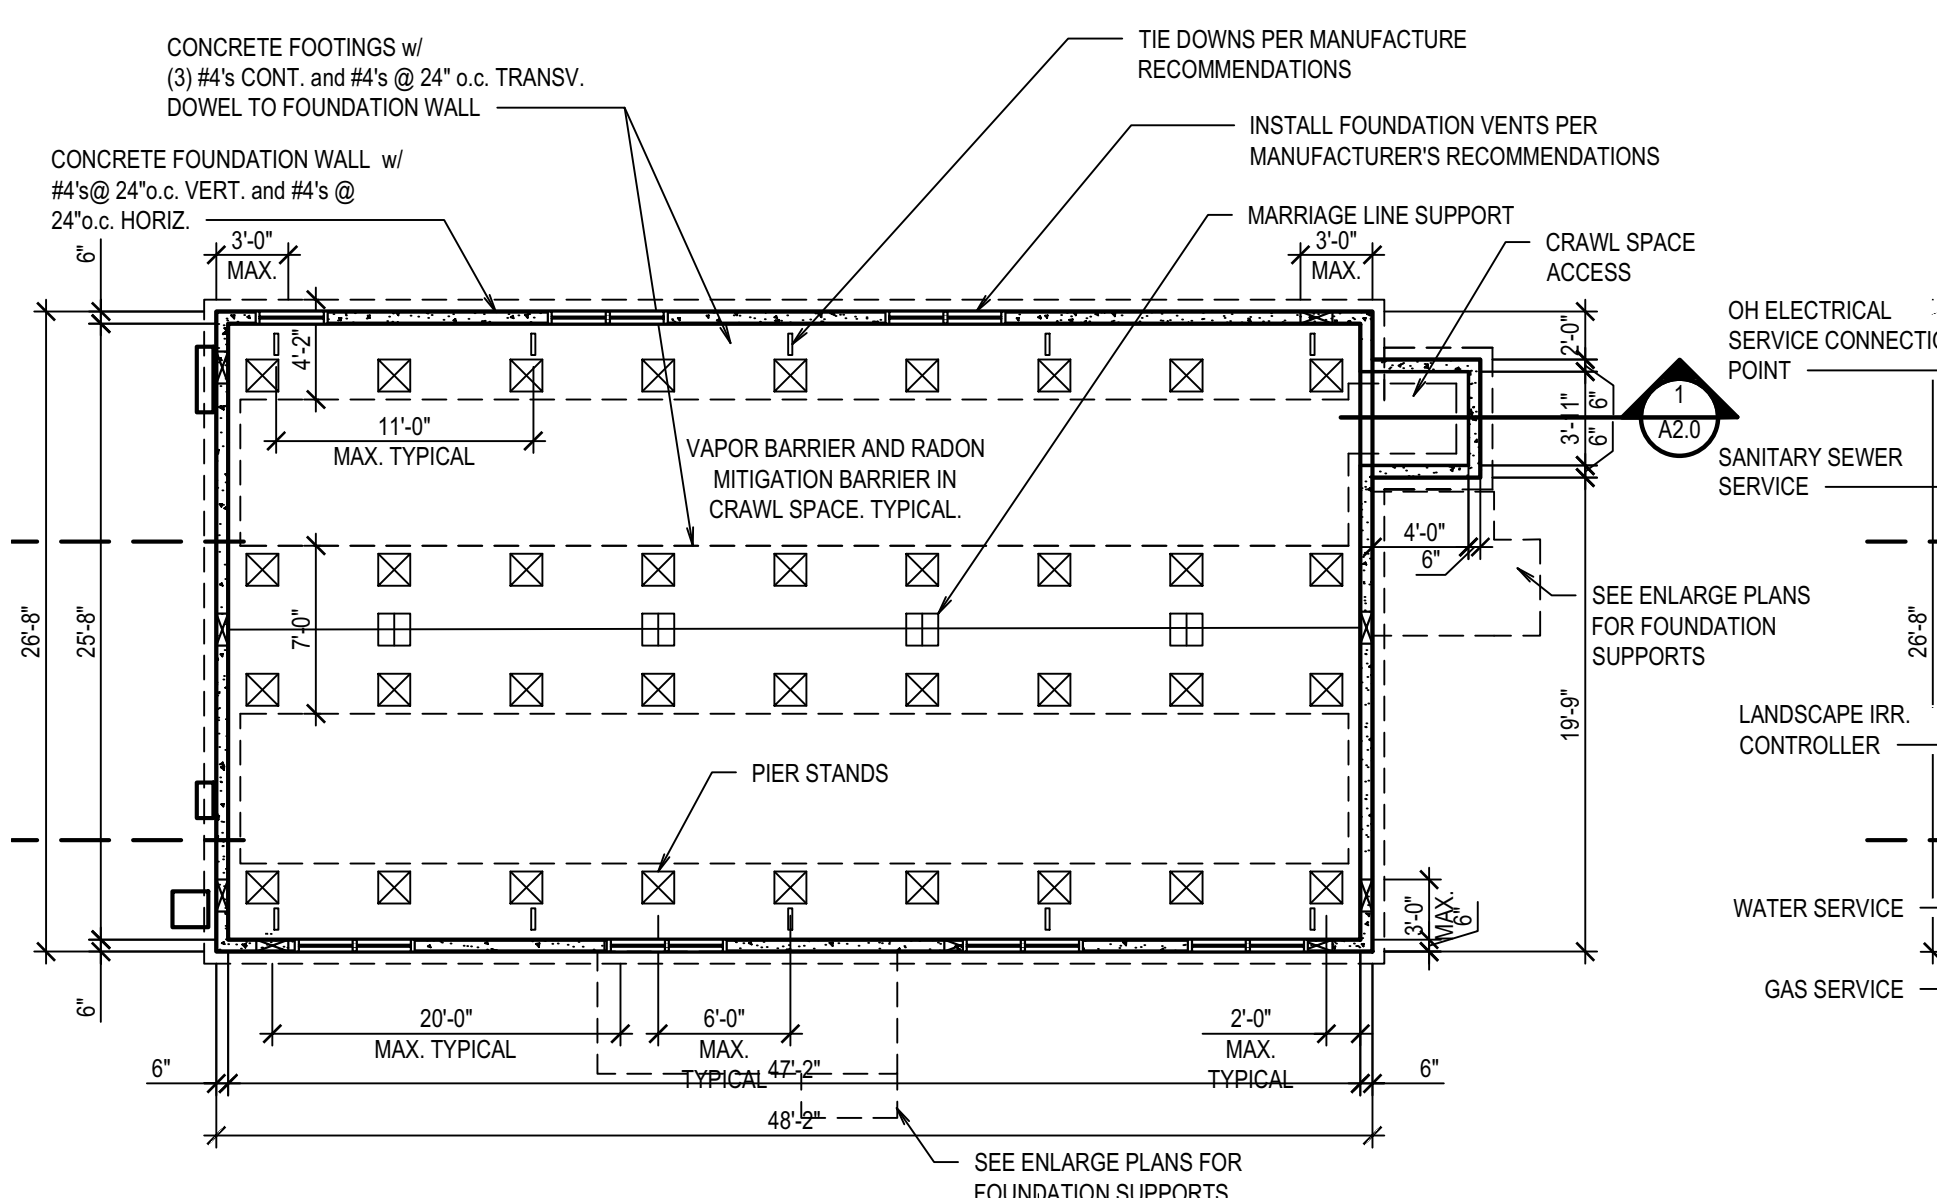 CONCRETE FOOTINGS w/
(3) #4's CONT. and #4's @ 24" o.c. TRANSV.
DOWEL TO FOUNDATION WALL
TIE DOWNS PER MANUFACTURE
RECOMMENDATIONS
CONCRETE FOUNDATION WALL w/
#4's@ 24"o.c. VERT. and #4's @
24"o.c. HORIZ.
INSTALL FOUNDATION VENTS PER
MANUFACTURER'S RECOMMENDATIONS
MARRIAGE LINE SUPPORT
CRAWL SPACE
ACCESS
6"
3'-0"
MAX.
3'-0"
MAX.
OH ELECTRICAL
SERVICE CONNECTIO
POINT
4'-2"
2'-0"
11'-0"
MAX. TYPICAL
VAPOR BARRIER AND RADON
MITIGATION BARRIER IN
CRAWL SPACE. TYPICAL.
3'-11"
6"
6"
1
A2.0
SANITARY SEWER
SERVICE
4'-0"
6"
SEE ENLARGE PLANS
FOR FOUNDATION
SUPPORTS
26'-8"
25'-8"
7'-0"
26'-8"
19'-9"
LANDSCAPE IRR.
CONTROLLER
PIER STANDS
3'-0"
MAX.
6"
WATER SERVICE
GAS SERVICE
6"
20'-0"
MAX. TYPICAL
6'-0"
MAX.
TYPICAL
2'-0"
MAX.
TYPICAL
6"
47'-2"
6"
48'-2"
SEE ENLARGE PLANS FOR
FOUNDATION SUPPORTS